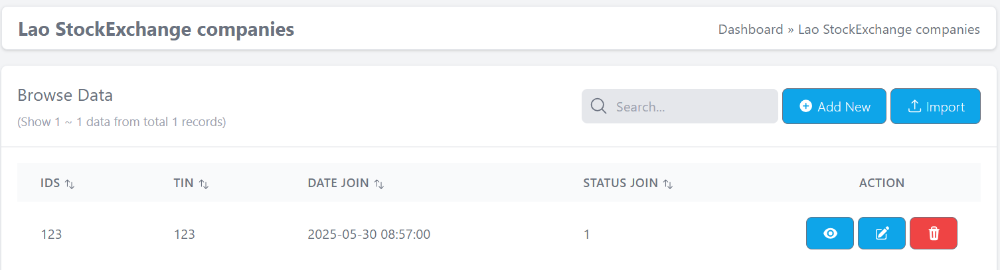 Lao StockExchange companies
Dashboard » Lao StockExchange companies
Browse Data
(Show 1 ~ 1 data from total 1 records)
Search...
Add New
Import
IDS TIN DATE JOIN STATUS JOIN ACTION
123 123 2025-05-30 08:57:00 1